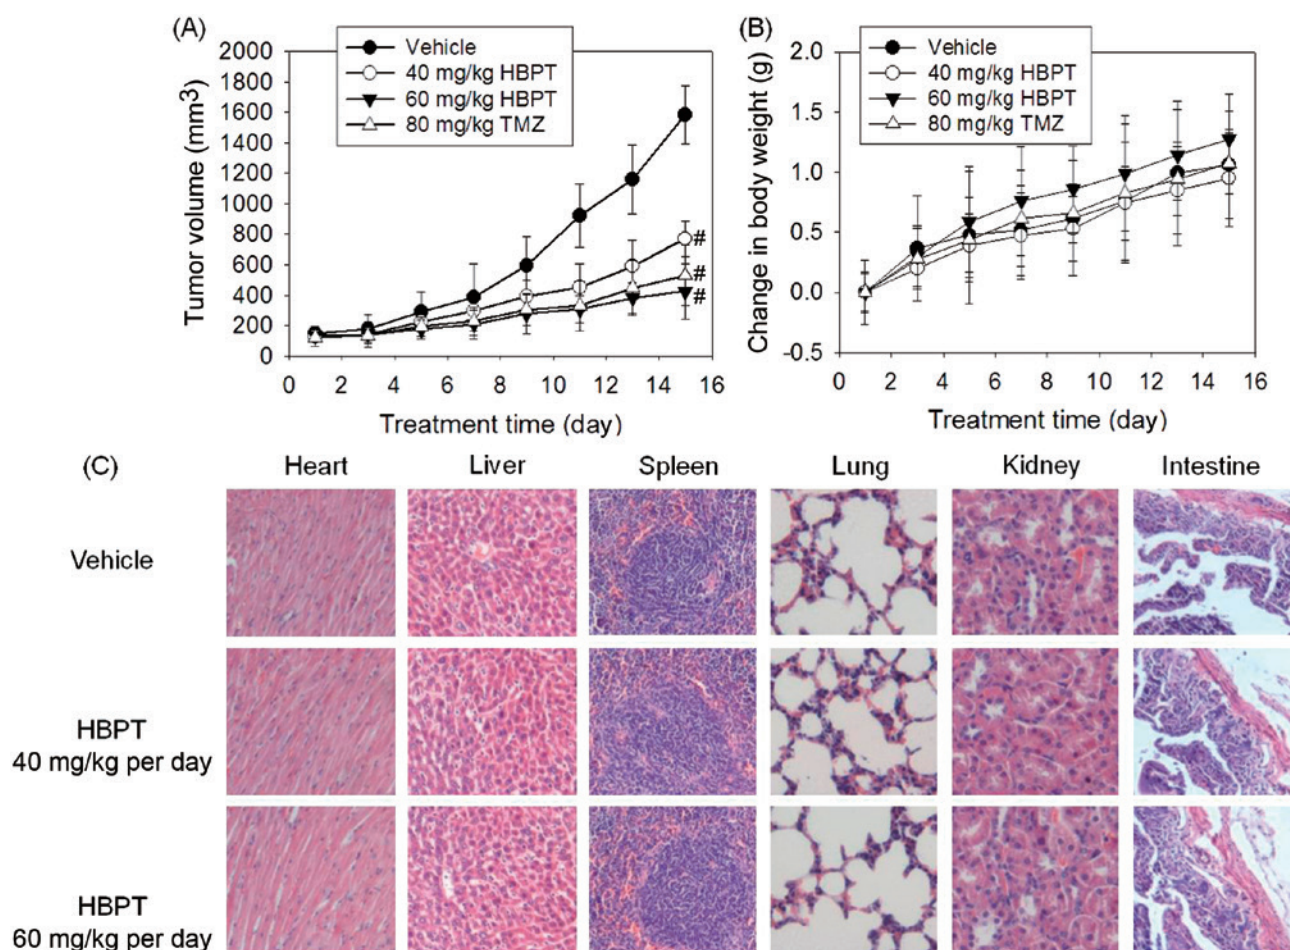 (A)
2000
1800
1600
1400
1200
1000
800
600
400
200
0
Tumor volume (mm3)
Vehicle
40 mg/kg HBPT
60 mg/kg HBPT
80 mg/kg TMZ
#
#
#
0 2 4 6 8 10 12 14 16
Treatment time (day)
(B)
2.0
1.5
1.0
0.5
0.0
-0.5
Change in body weight (g)
Vehicle
40 mg/kg HBPT
60 mg/kg HBPT
80 mg/kg TMZ
0 2 4 6 8 10 12 14 16
Treatment time (day)
(C)
Heart Liver Spleen Lung Kidney Intestine
Vehicle
HBPT
40 mg/kg per day
HBPT
60 mg/kg per day